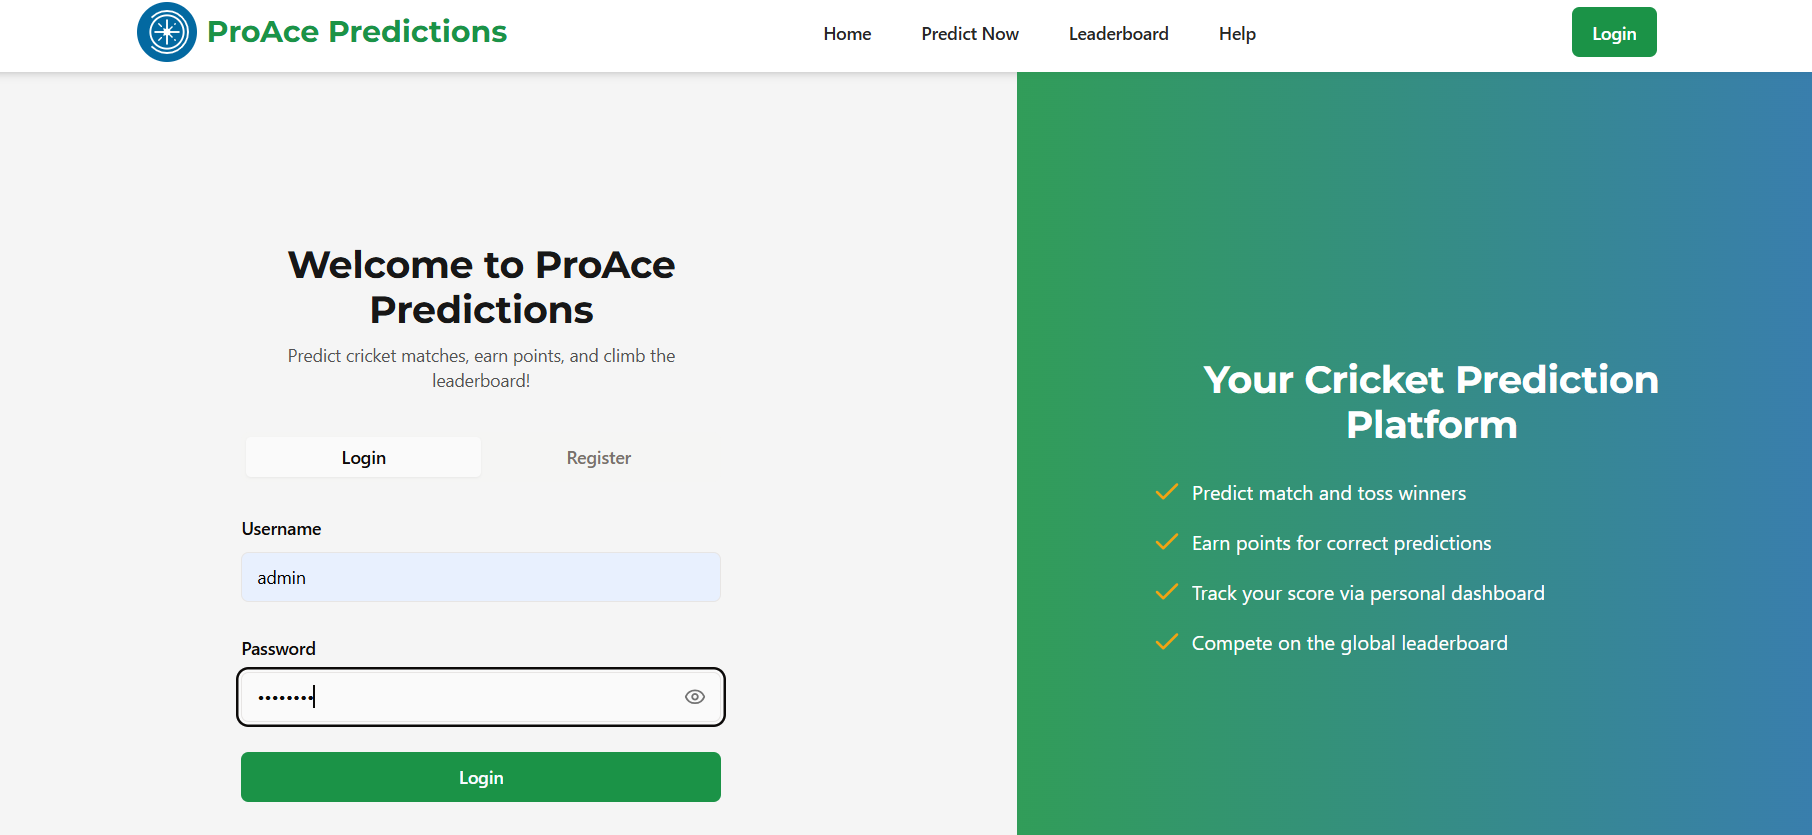 ProAce Predictions
Home
Predict Now
Leaderboard
Help
Login
Welcome to ProAce
Predictions
Predict cricket matches, earn points, and climb the
leaderboard!
Login
Register
Username
admin
Password
••••••••
Login
Your Cricket Prediction
Platform
Predict match and toss winners
Earn points for correct predictions
Track your score via personal dashboard
Compete on the global leaderboard